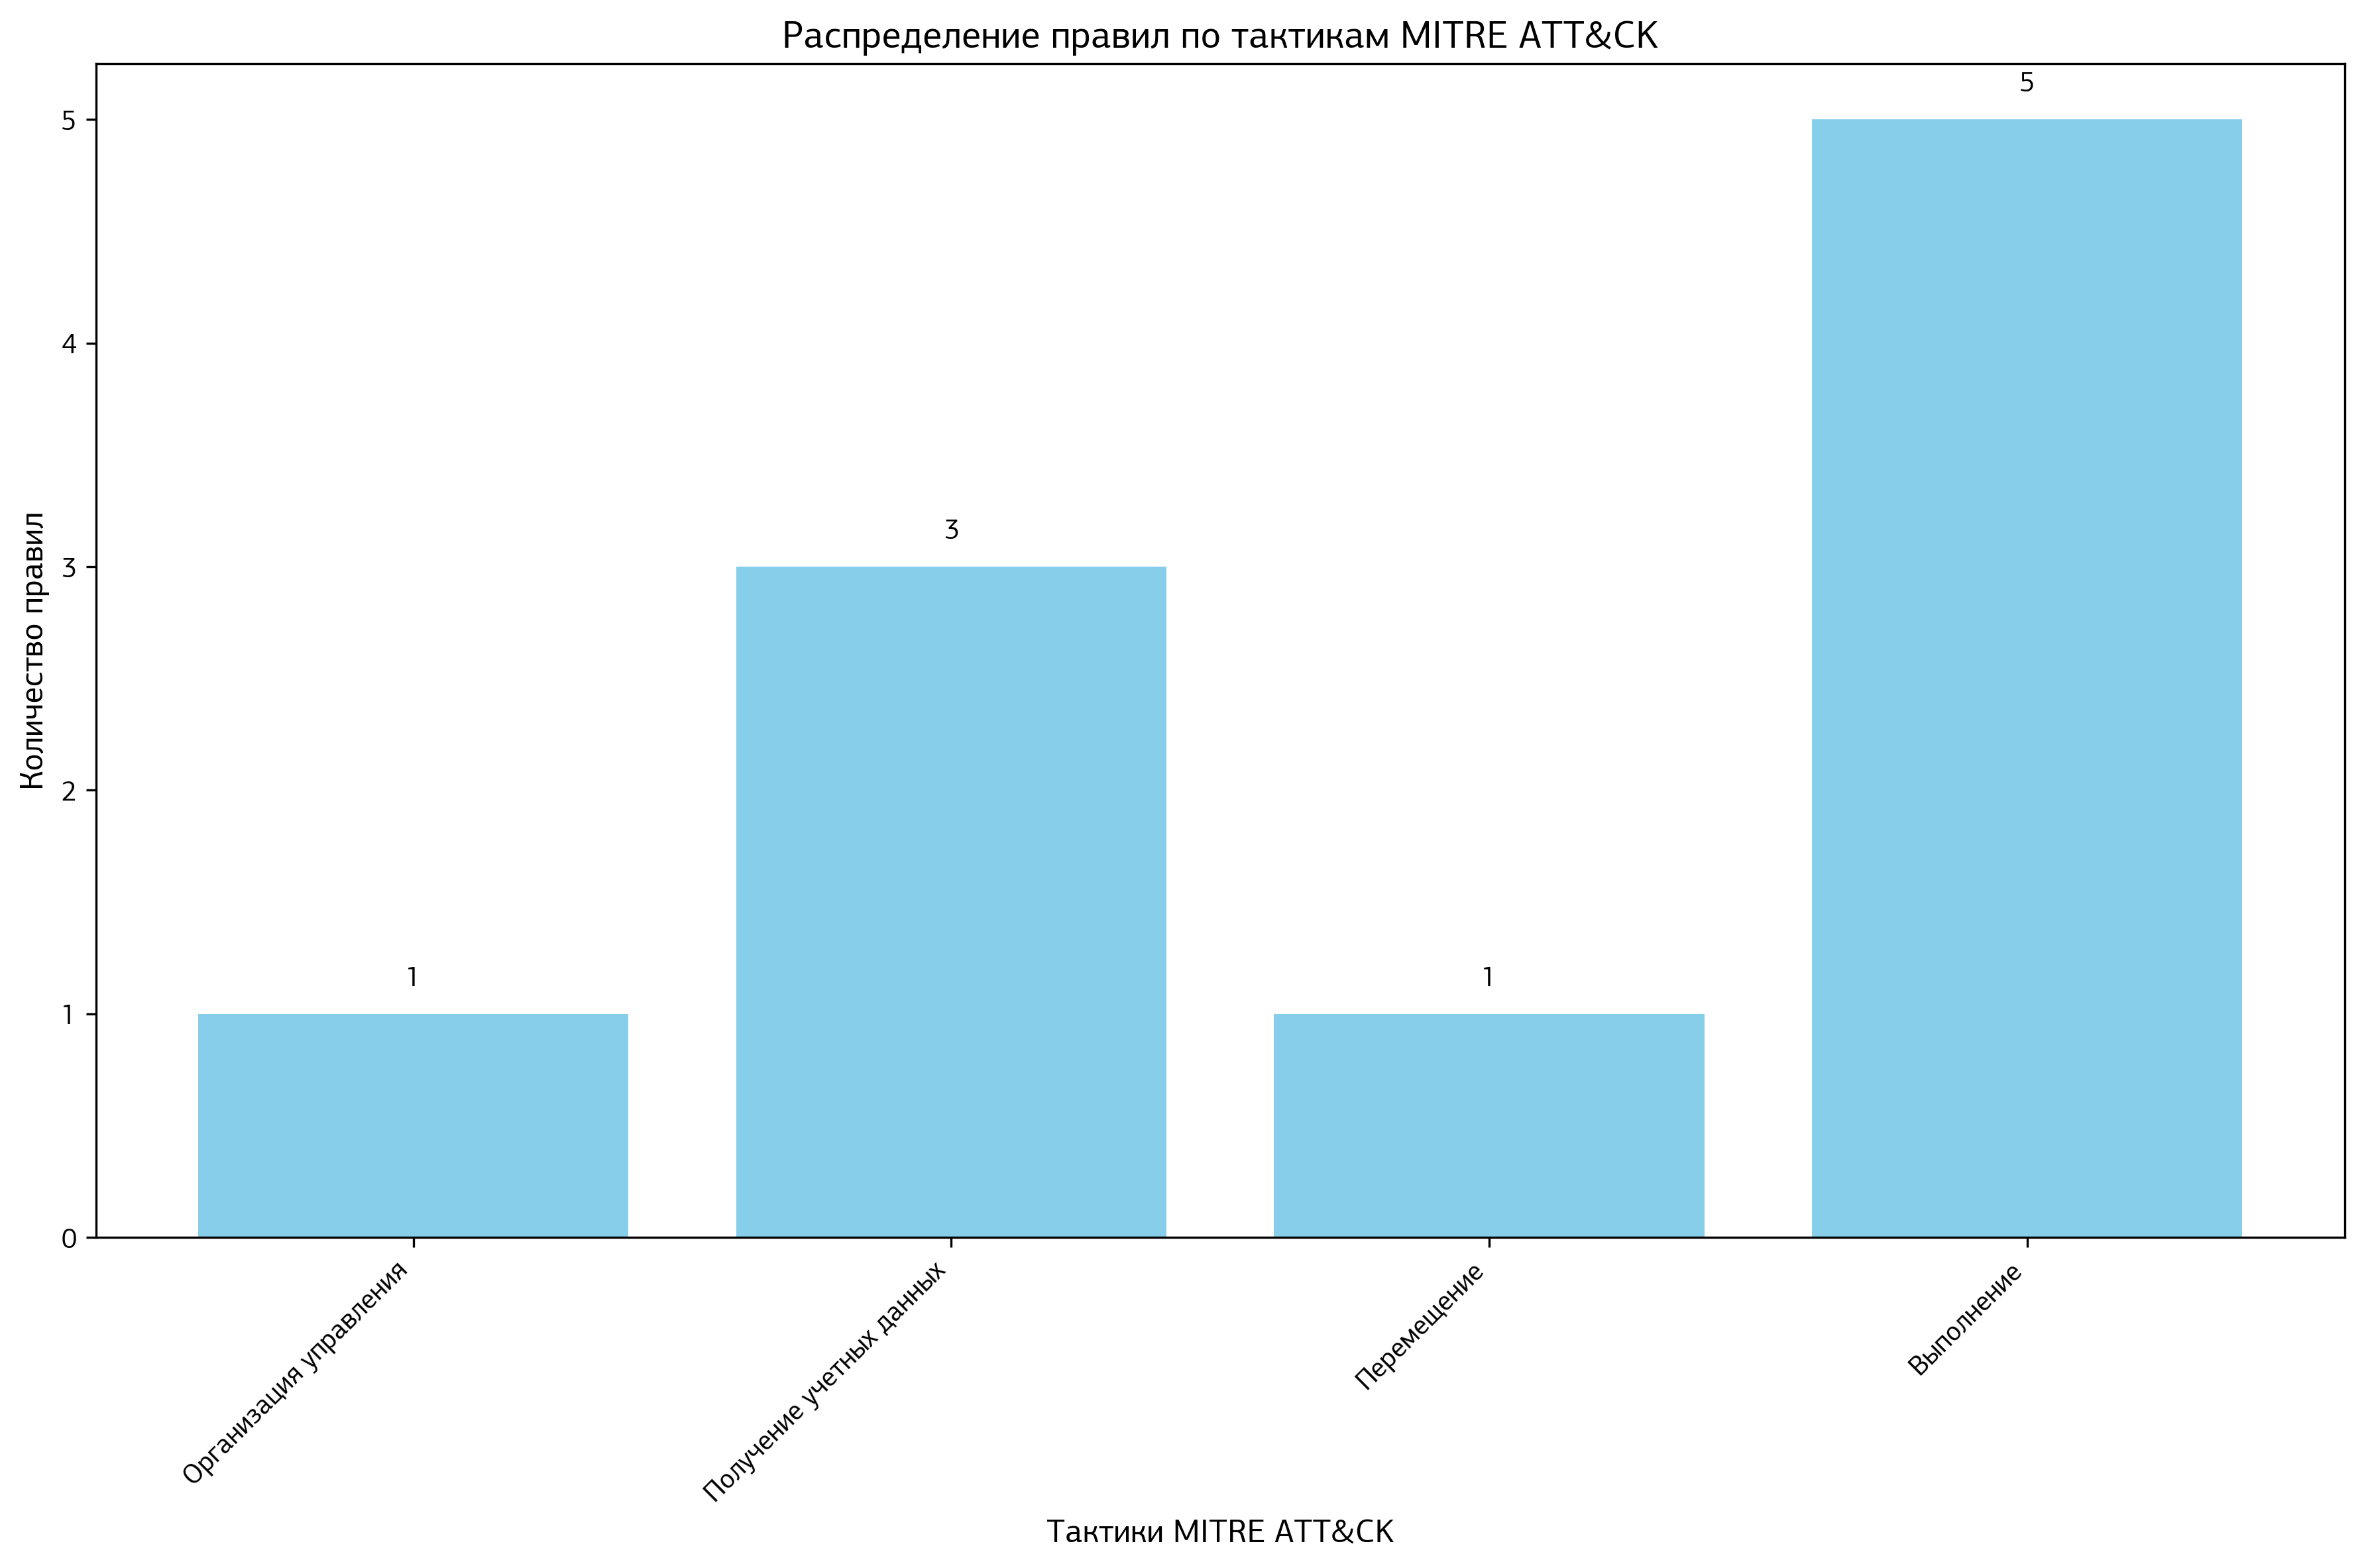 Распределение правил по тактикам MITRE ATT&CK
Количество правил
5
4
3
2
1
0
1
3
1
5
Организация управления
Получение учетных данных
Перемещение
Выполнение
Тактики MITRE ATT&CK